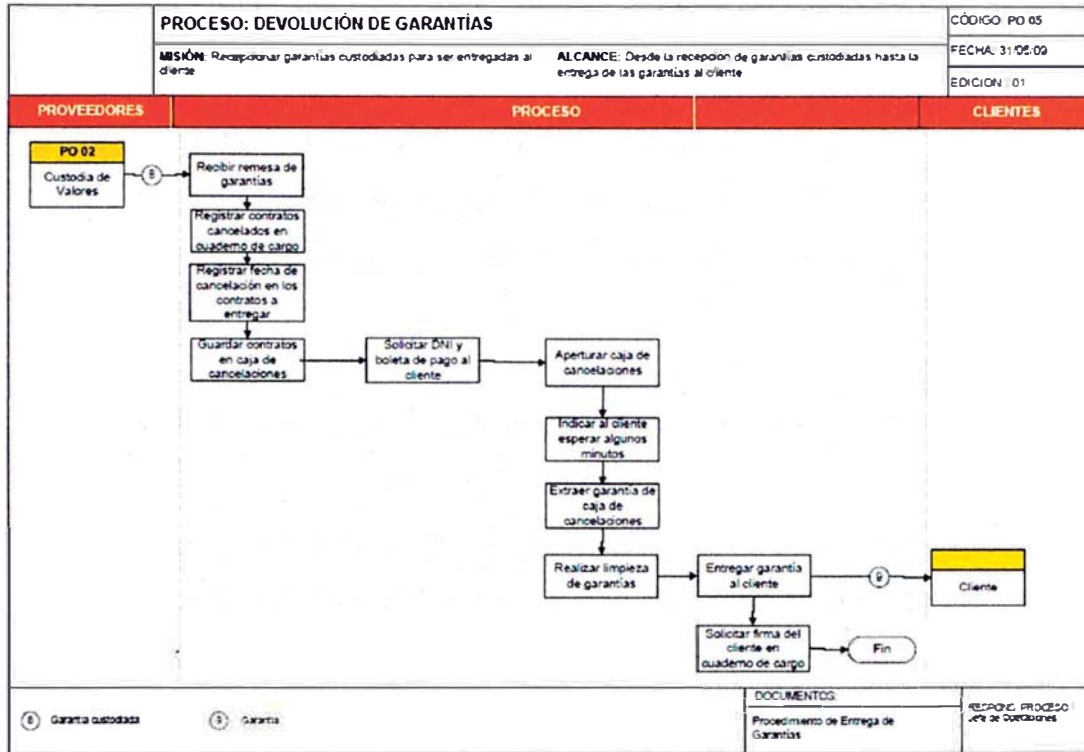 PROCESO: DEVOLUCIÓN DE GARANTÍAS
CÓDIGO: PO 05
MISIÓN: Recepcionar garantías custodiadas para ser entregadas al
cliente
ALCANCE: Desde la recepción de garantías custodiadas hasta la
entrega de las garantías al cliente
FECHA: 31/05/09
EDICION : 01
PROVEEDORES
PROCESO
CLIENTES
PO 02
Custodia de
Valores
8
Recibir remesa de
garantías
Registrar contratos
cancelados en
cuaderno de cargo
Registrar fecha de
cancelación en los
contratos a
entregar
Guardar contratos
en caja de
cancelaciones
Solicitar DNI y
boleta de pago al
cliente
Aperturar caja de
cancelaciones
Indicar al cliente
esperar algunos
minutos
Extraer garantía de
caja de
cancelaciones
Realizar limpieza
de garantías
Entregar garantía
al cliente
9
Cliente
Solicitar firma del
cliente en
cuaderno de cargo
Fin
8 Garantía custodiada
9 Garantía
DOCUMENTOS:
Procedimiento de Entrega de
Garantías
RESPONS. PROCESO:
Jefe de Operaciones